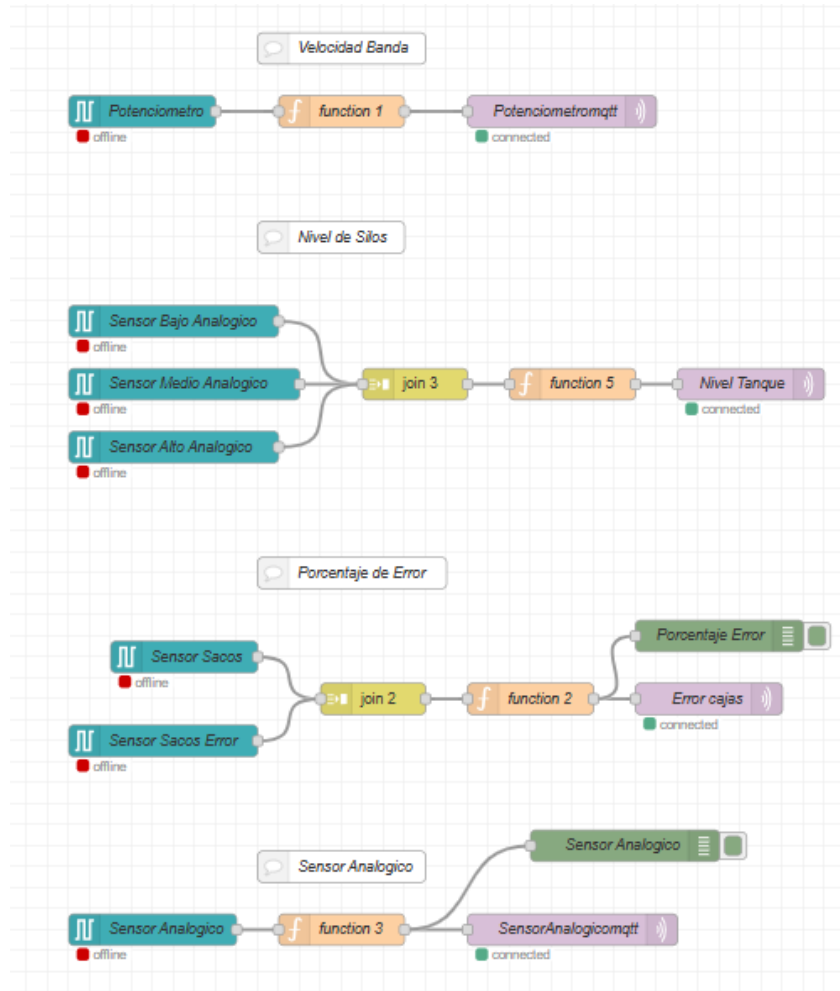 Velocidad Banda
Potenciometro
function 1
Potenciometromqtt
offline
connected
Nivel de Silos
Sensor Bajo Analogico
offline
Sensor Medio Analogico
join 3
function 5
Nivel Tanque
offline
connected
Sensor Alto Analogico
offline
Porcentaje de Error
Porcentaje Error
Sensor Sacos
offline
join 2
function 2
Error cajas
connected
Sensor Sacos Error
offline
Sensor Analogico
Sensor Analogico
Sensor Analogico
function 3
SensorAnalogicomqtt
offline
connected